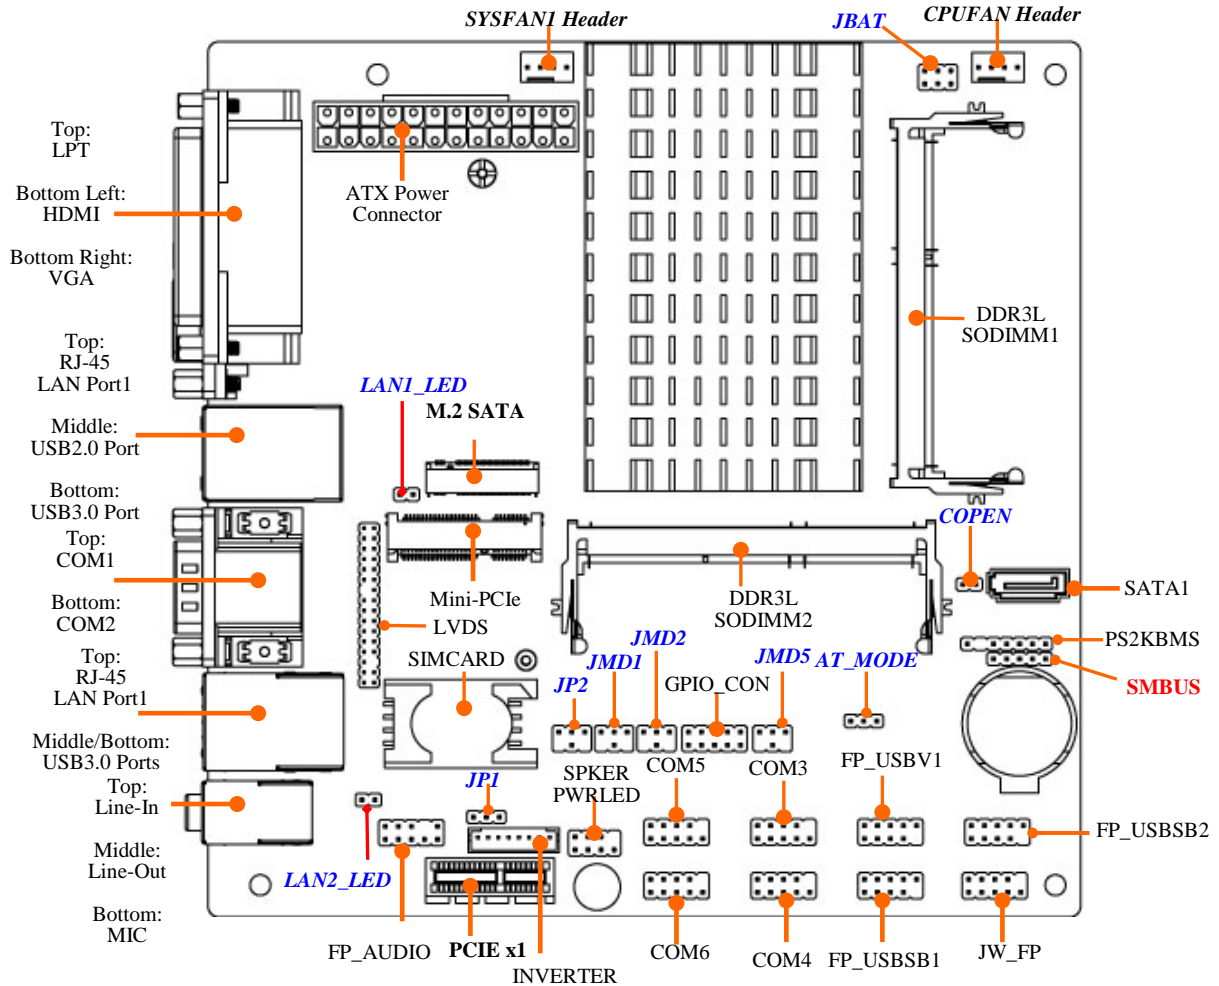 SYSFAN1 Header
JBAT
CPUFAN Header
Top:
LPT
Bottom Left:
HDMI
Bottom Right:
VGA
ATX Power
Connector
DDR3L
SODIMM1
Top:
RJ-45
LAN Port1
LAN1_LED
M.2 SATA
Middle:
USB2.0 Port
Bottom:
USB3.0 Port
COPEN
Top:
COM1
Bottom:
COM2
Mini-PCIe
LVDS
SIMCARD
DDR3L
SODIMM2
SATA1
PS2KBMS
SMBUS
Top:
RJ-45
LAN Port1
Middle/Bottom:
USB3.0 Ports
JP2
JMD1
JMD2
GPIO_CON
JMD5
AT_MODE
Top:
Line-In
Middle:
Line-Out
Bottom:
MIC
JP1
SPKER
PWRLED
COM5
COM3
FP_USBV1
FP_USBSB2
LAN2_LED
FP_AUDIO
PCIE x1
INVERTER
COM6
COM4
FP_USBSB1
JW_FP